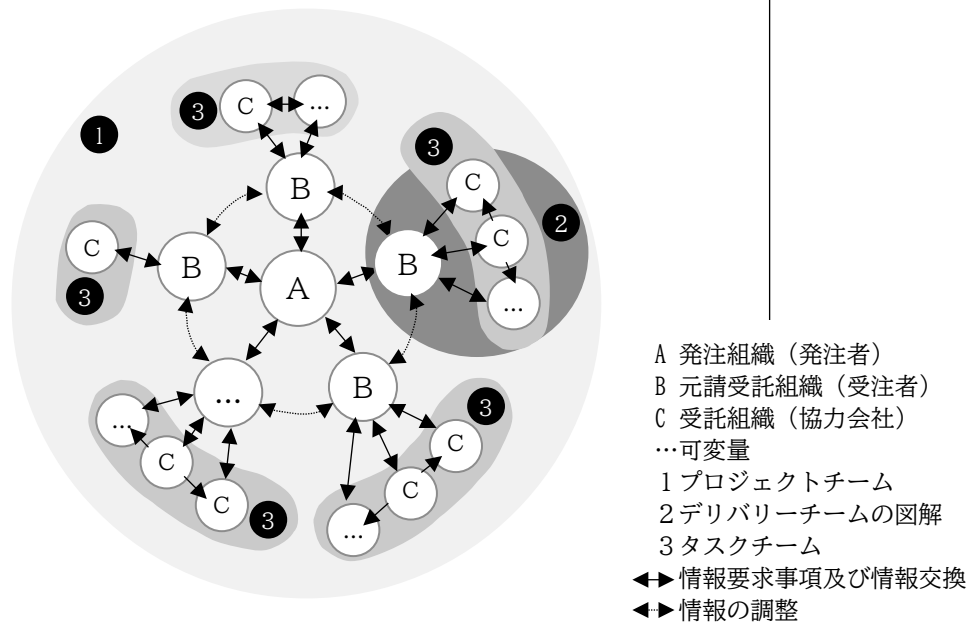 3
C
...
1
3
B
C
2
C
C
B
B
A
3
...
...
B
3
...
C
C
C
C
3
...
A 発注組織（発注者）
B 元請受託組織（受注者）
C 受託組織（協力会社）
…可変量
1プロジェクトチーム
2デリバリーチームの図解
3タスクチーム
情報要求事項及び情報交換
情報の調整